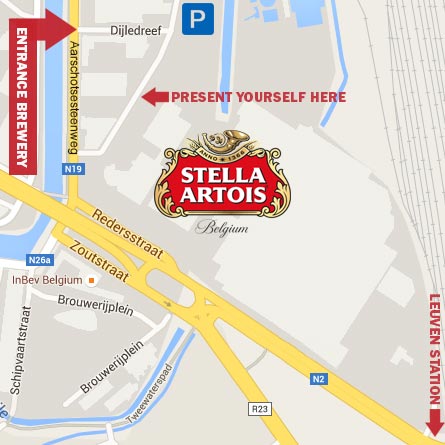 ENTRANCE BREWERY
P
Dijledreef
Aarschotsesteenweg
PRESENT YOURSELF HERE
ANNO 1366
STELLA
ARTOIS
Belgium
N19
Redersstraat
Zoutstraat
N26a
InBev Belgium
Brouwerijplein
Schipvaartstraat
Brouwerijplein
Tweewaterspad
N2
R23
LEUVEN STATION